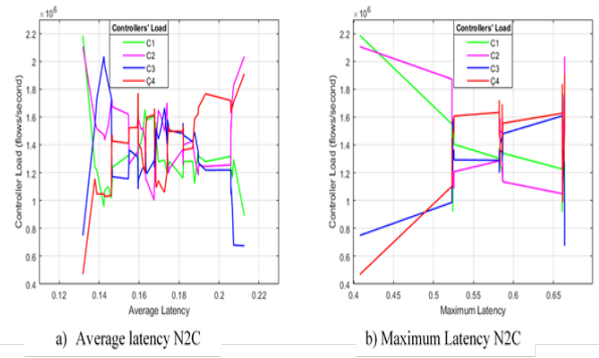 ×10⁶
Controllers' Load
C1
C2
C3
C4
2.2
2
1.8
1.6
1.4
1.2
1
0.8
0.6
0.4
Controller Load (flows/second)
0.12 0.14 0.16 0.18 0.2 0.22
Average Latency
a) Average latency N2C
×10⁶
Controllers' Load
C1
C2
C3
C4
2.2
2
1.8
1.6
1.4
1.2
1
0.8
0.6
0.4
Controller Load (flows/second)
0.4 0.45 0.5 0.55 0.6 0.65
Maximum Latency
b) Maximum Latency N2C